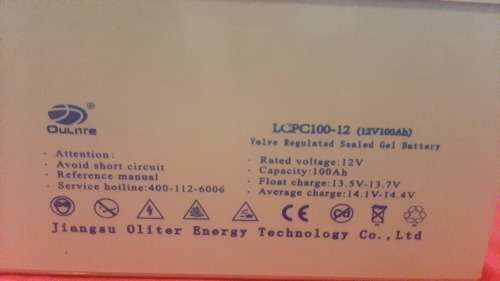 OULITE ®
LCPC100-12 (12V100Ah)
Valve Regulated Sealed Gel Battery
· Attention:
· Avoid short circuit
· Reference manual
· Service hotline:400-112-6006
· Rated voltage:12V
· Capacity:100Ah
· Float charge:13.5V-13.7V
· Average charge:14.1V-14.4V
CE
Jiangsu Oliter Energy Technology Co.,Ltd